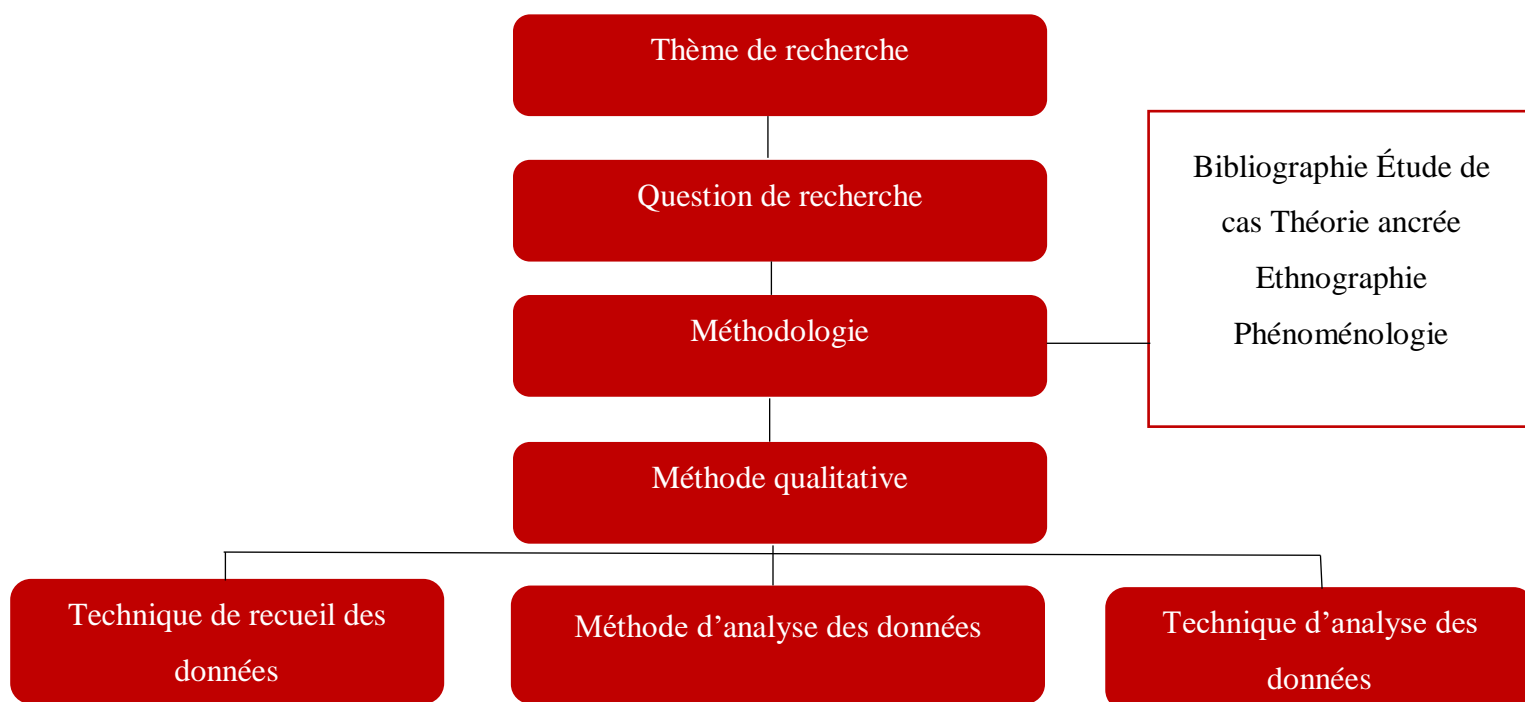 Thème de recherche
Question de recherche
Bibliographie Étude de
cas Théorie ancrée
Ethnographie
Phénoménologie
Méthodologie
Méthode qualitative
Technique de recueil des
données
Méthode d’analyse des données
Technique d’analyse des
données